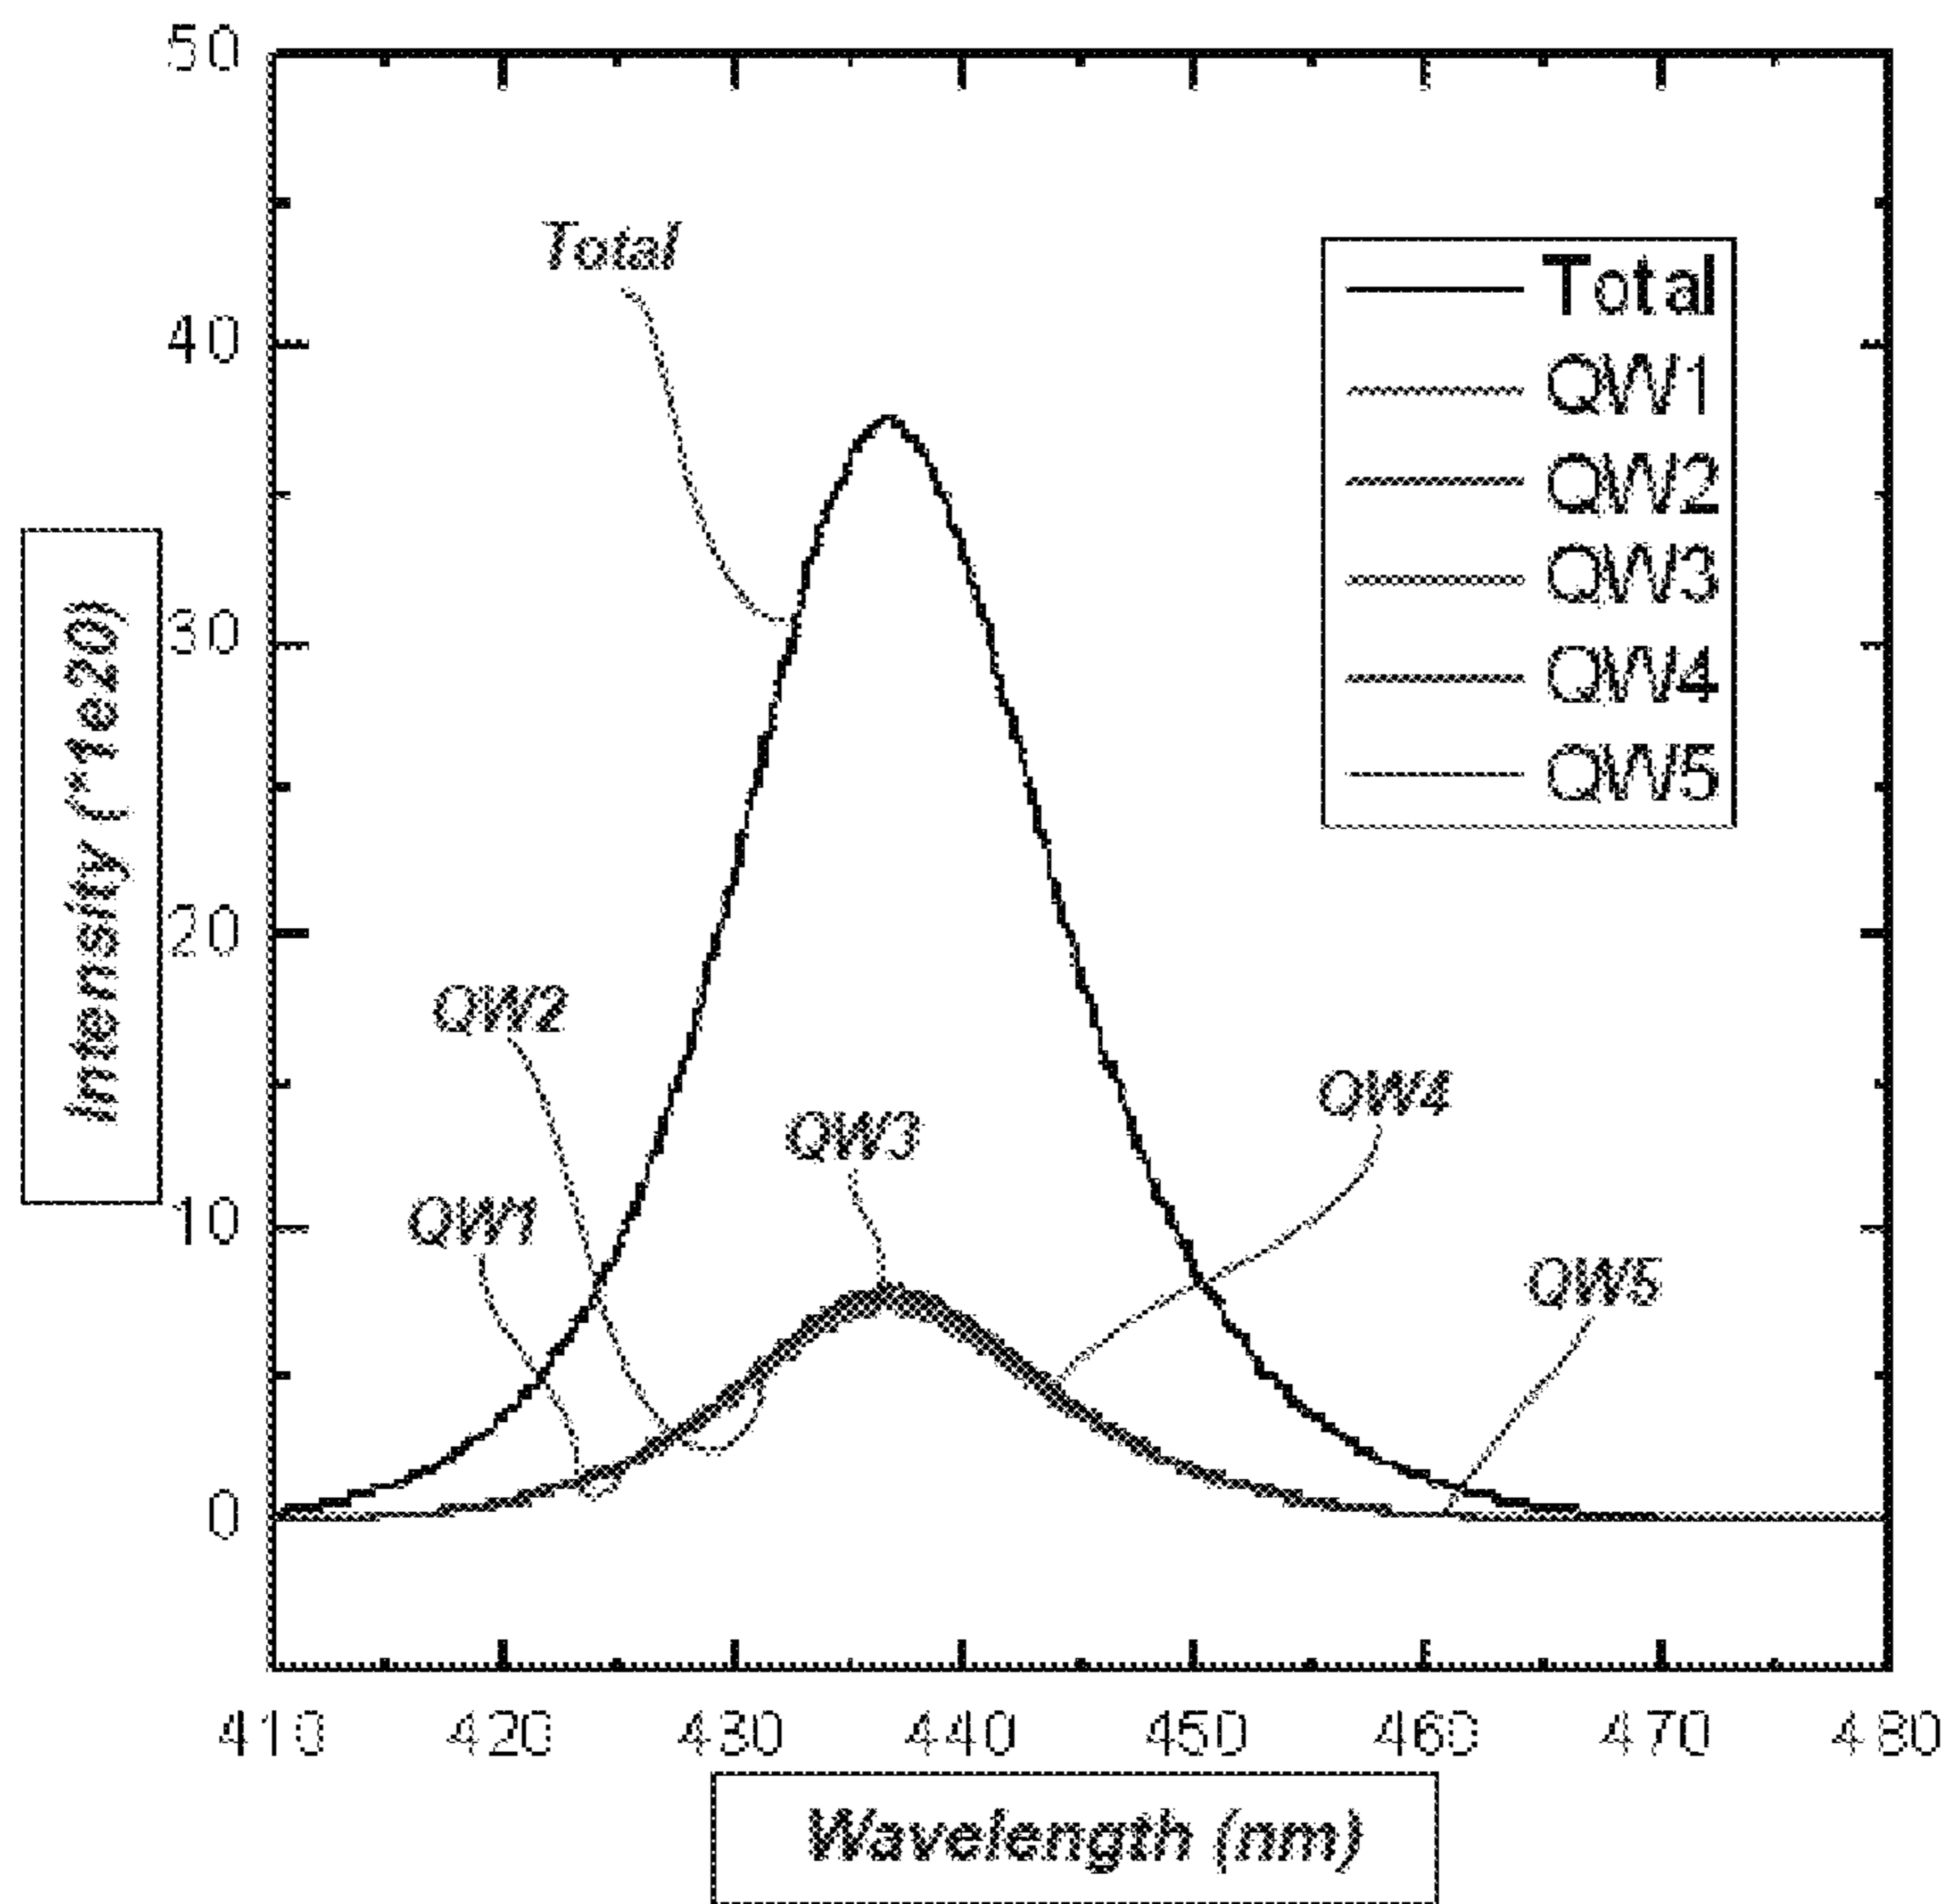 50
40
30
20
10
0
Intensity (*1e20)
Total
QW2
QW1
QW3
QW4
QW5
Total
QW1
QW2
QW3
QW4
QW5
410 420 430 440 450 460 470 480
Wavelength (nm)